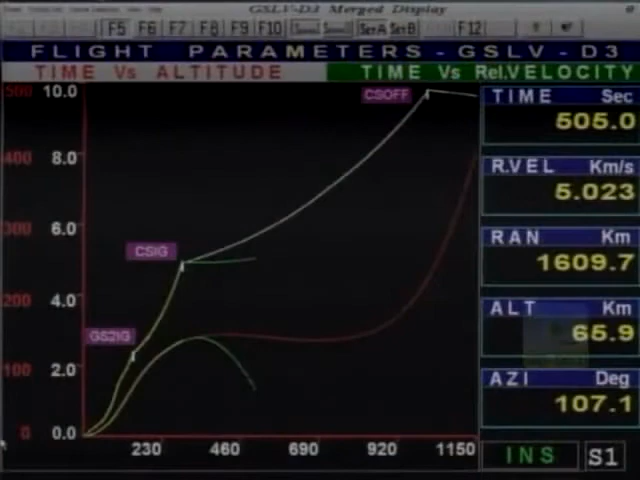 GSLV-D3 Merged Display
F5 F6 F7 F8 F9 F10 SetA SetB F12
FLIGHT PARAMETERS - GSLV - D3
TIME Vs ALTITUDE TIME Vs Rel.VELOCITY
500 10.0 CSOFF TIME Sec
505.0
400 8.0 R.VEL Km/s
5.023
300 6.0 RAN Km
CSIG 1609.7
200 4.0 ALT Km
GS2IG 65.9
100 2.0 AZI Deg
107.1
0 0.0
230 460 690 920 1150 INS S1